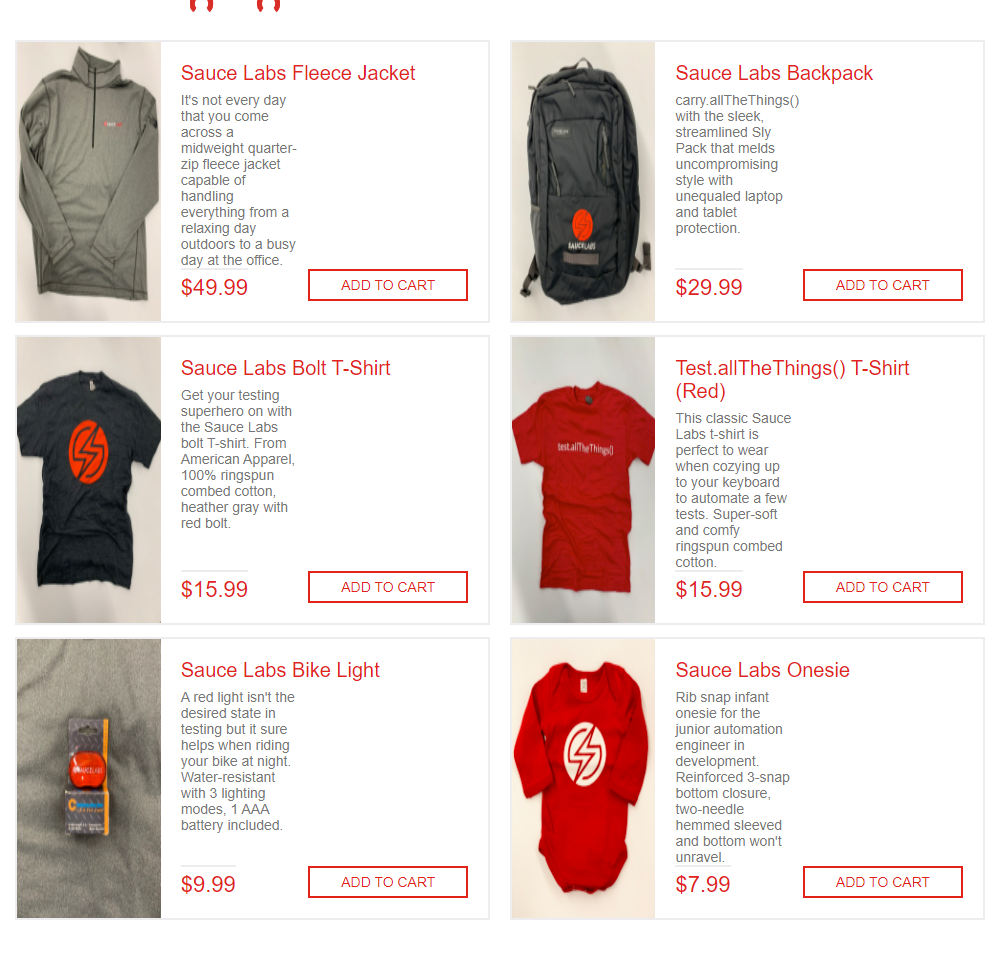 Sauce Labs Fleece Jacket
It's not every day
that you come
across a
midweight quarter-
zip fleece jacket
capable of
handling
everything from a
relaxing day
outdoors to a busy
day at the office.
$49.99
ADD TO CART
Sauce Labs Backpack
carry.allTheThings()
with the sleek,
streamlined Sly
Pack that melds
uncompromising
style with
unequaled laptop
and tablet
protection.
SAUCELABS
$29.99
ADD TO CART
Sauce Labs Bolt T-Shirt
Get your testing
superhero on with
the Sauce Labs
bolt T-shirt. From
American Apparel,
100% ringspun
combed cotton,
heather gray with
red bolt.
$15.99
ADD TO CART
Test.allTheThings() T-Shirt
(Red)
test.allTheThings()
This classic Sauce
Labs t-shirt is
perfect to wear
when cozying up
to your keyboard
to automate a few
tests. Super-soft
and comfy
ringspun combed
cotton.
$15.99
ADD TO CART
Sauce Labs Bike Light
A red light isn't the
desired state in
testing but it sure
helps when riding
your bike at night.
Water-resistant
with 3 lighting
modes, 1 AAA
battery included.
SAUCELABS
$9.99
ADD TO CART
Sauce Labs Onesie
Rib snap infant
onesie for the
junior automation
engineer in
development.
Reinforced 3-snap
bottom closure,
two-needle
hemmed sleeved
and bottom won't
unravel.
$7.99
ADD TO CART